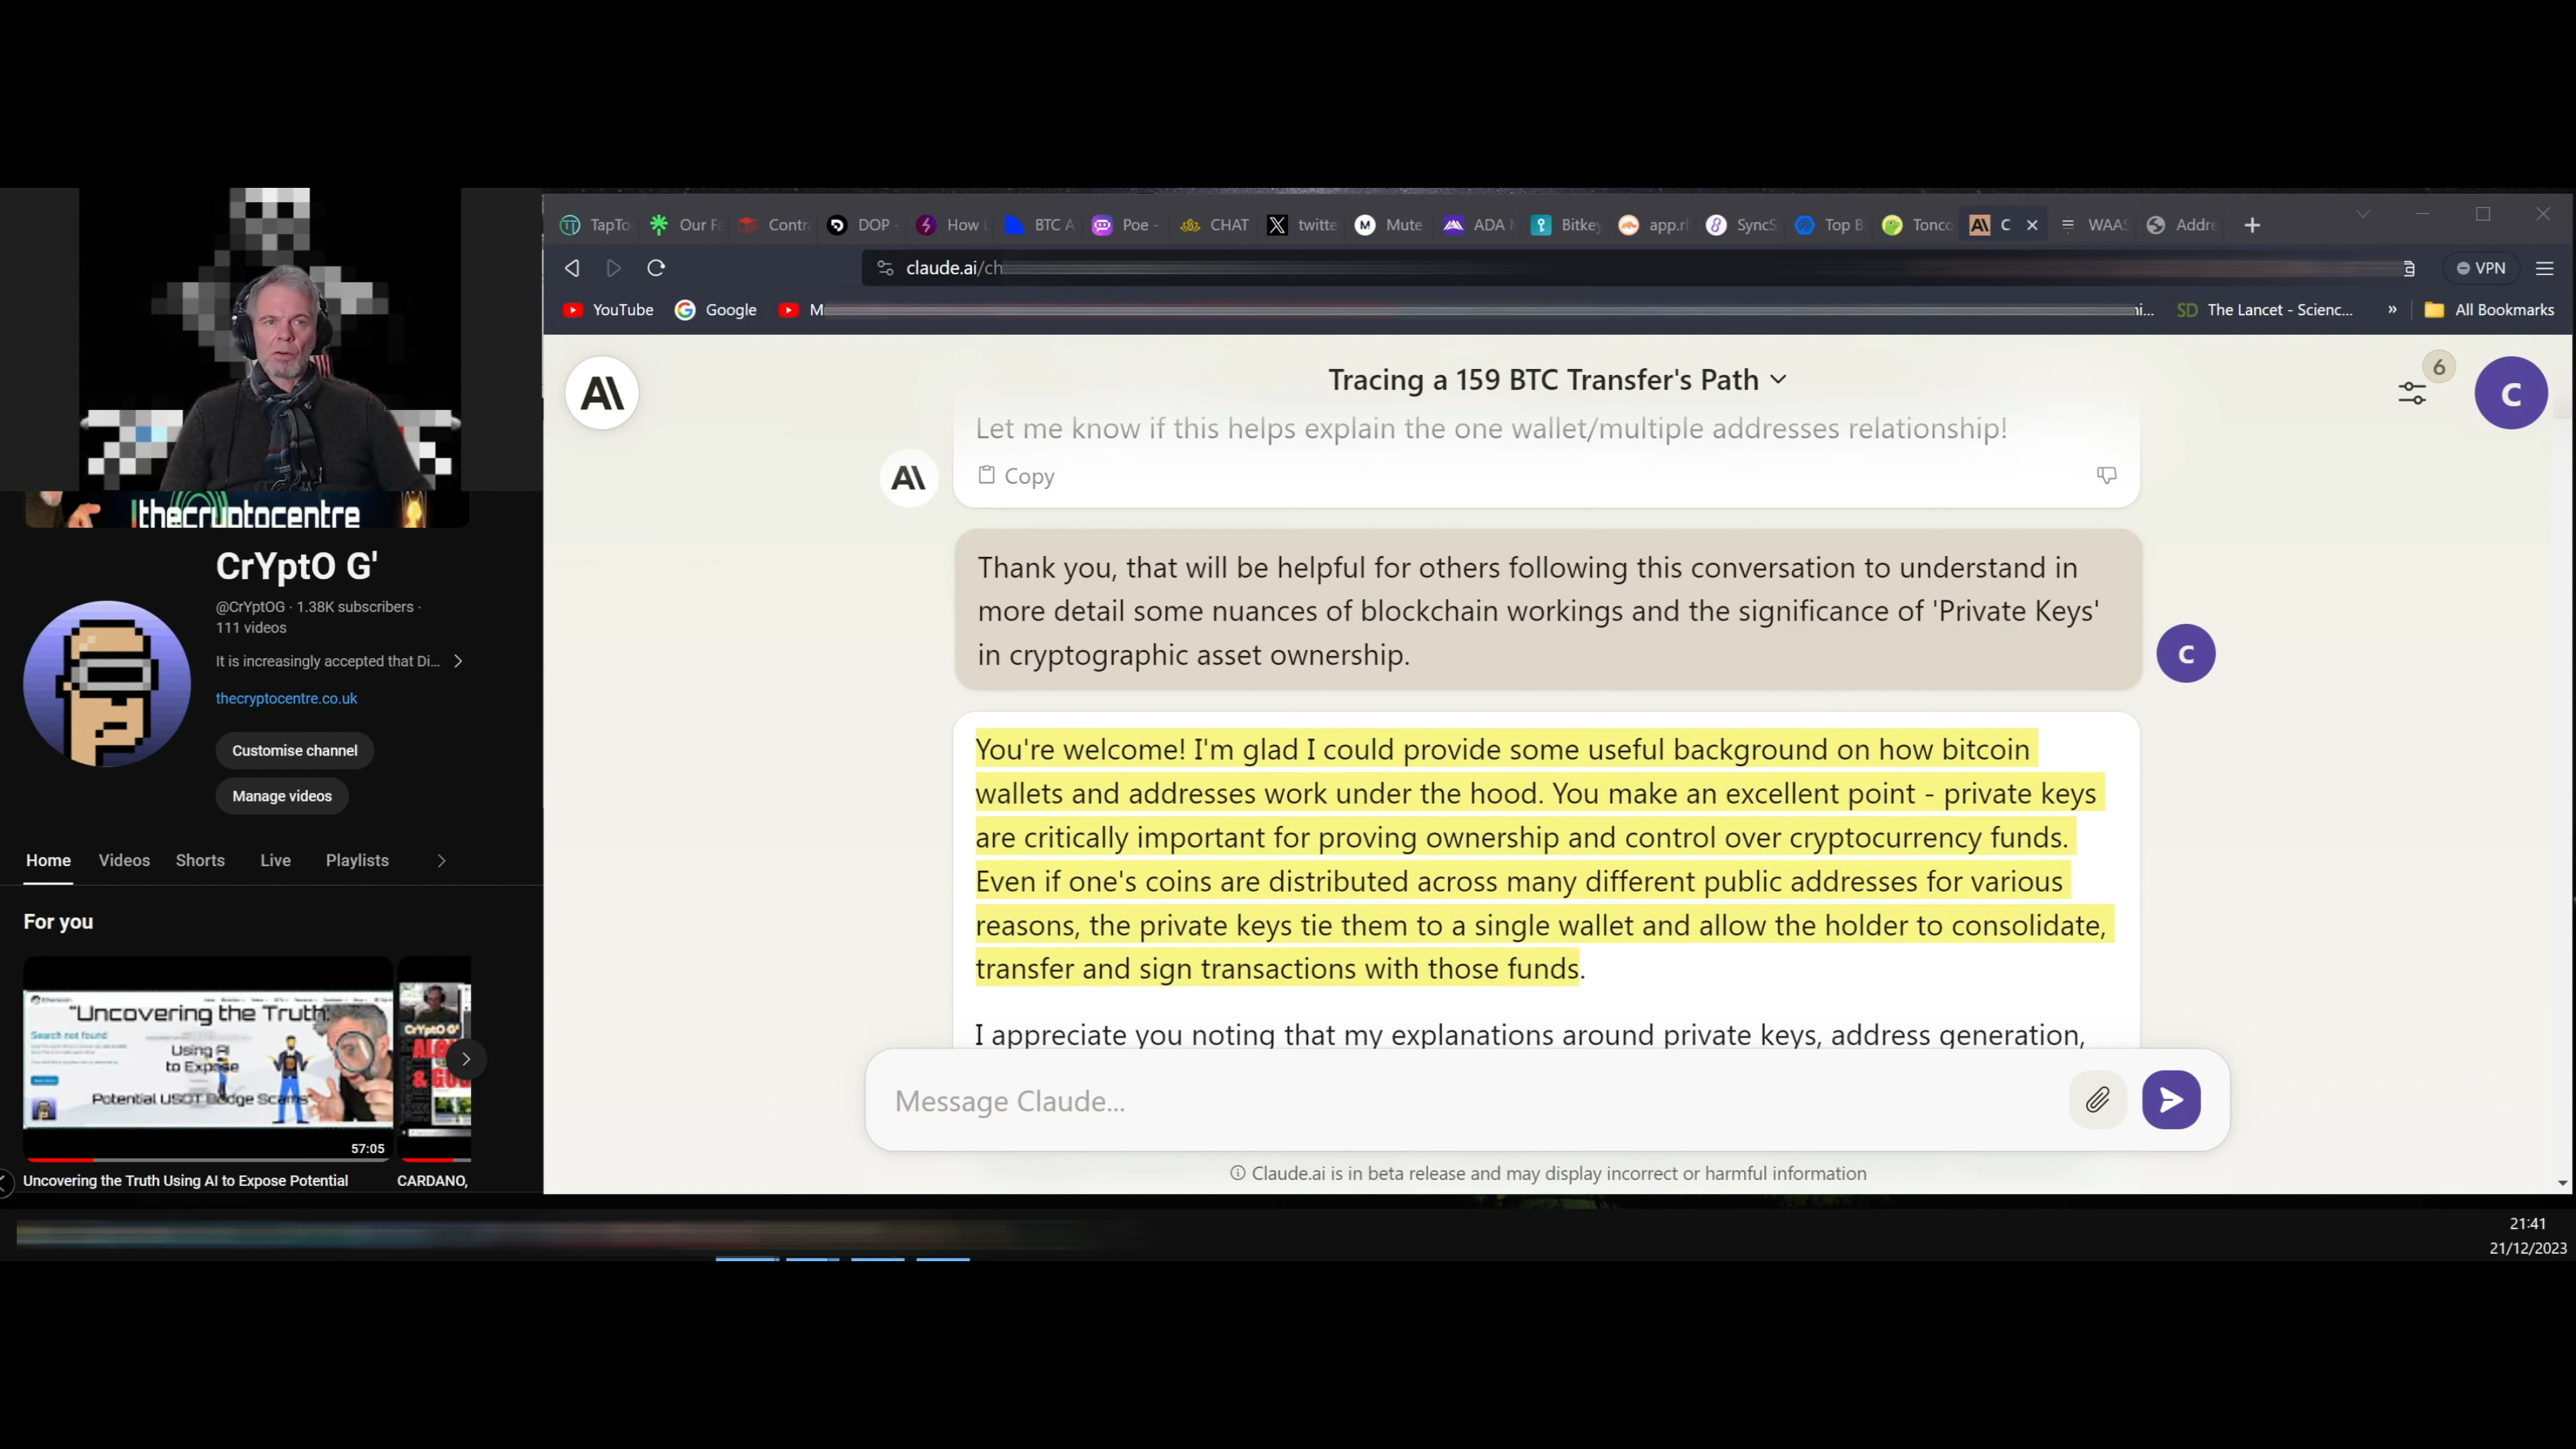 TapTo
Our Fa
Contra
DOP -
How
BTC A
Poe -
CHAT
twitte
Mute
ADA
Bitkey
app.ri
SyncS
Top B
Tonco
C
WAAS
Addre
claude.ai/ch
VPN
YouTube
Google
M
ni...
The Lancet - Scienc...
»
All Bookmarks
Tracing a 159 BTC Transfer's Path
6
C
Let me know if this helps explain the one wallet/multiple addresses relationship!
Copy
Thank you, that will be helpful for others following this conversation to understand in
more detail some nuances of blockchain workings and the significance of 'Private Keys'
in cryptographic asset ownership.
C
You're welcome! I'm glad I could provide some useful background on how bitcoin
wallets and addresses work under the hood. You make an excellent point - private keys
are critically important for proving ownership and control over cryptocurrency funds.
Even if one's coins are distributed across many different public addresses for various
reasons, the private keys tie them to a single wallet and allow the holder to consolidate,
transfer and sign transactions with those funds.
I appreciate you noting that my explanations around private keys, address generation,
Message Claude...
Claude.ai is in beta release and may display incorrect or harmful information
thecryptocentre
CrYptO G'
@CrYptOG · 1.38K subscribers ·
111 videos
It is increasingly accepted that Di...
thecryptocentre.co.uk
Customise channel
Manage videos
Home
Videos
Shorts
Live
Playlists
For you
"Uncovering the Truth
Search not found
Using AI
to Expose
Potential USDT Bridge Scams
57:05
CrYptO G'
Uncovering the Truth Using AI to Expose Potential
CARDANO,
21:41
21/12/2023